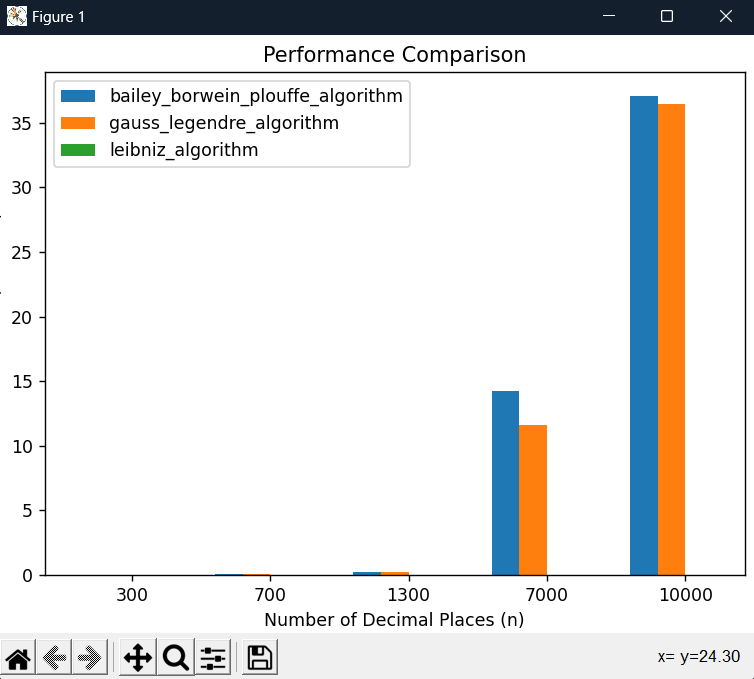 Figure 1
Performance Comparison
bailey_borwein_plouffe_algorithm
gauss_legendre_algorithm
leibniz_algorithm
35
30
25
20
15
10
5
0
300 700 1300 7000 10000
Number of Decimal Places (n)
x= y=24.30